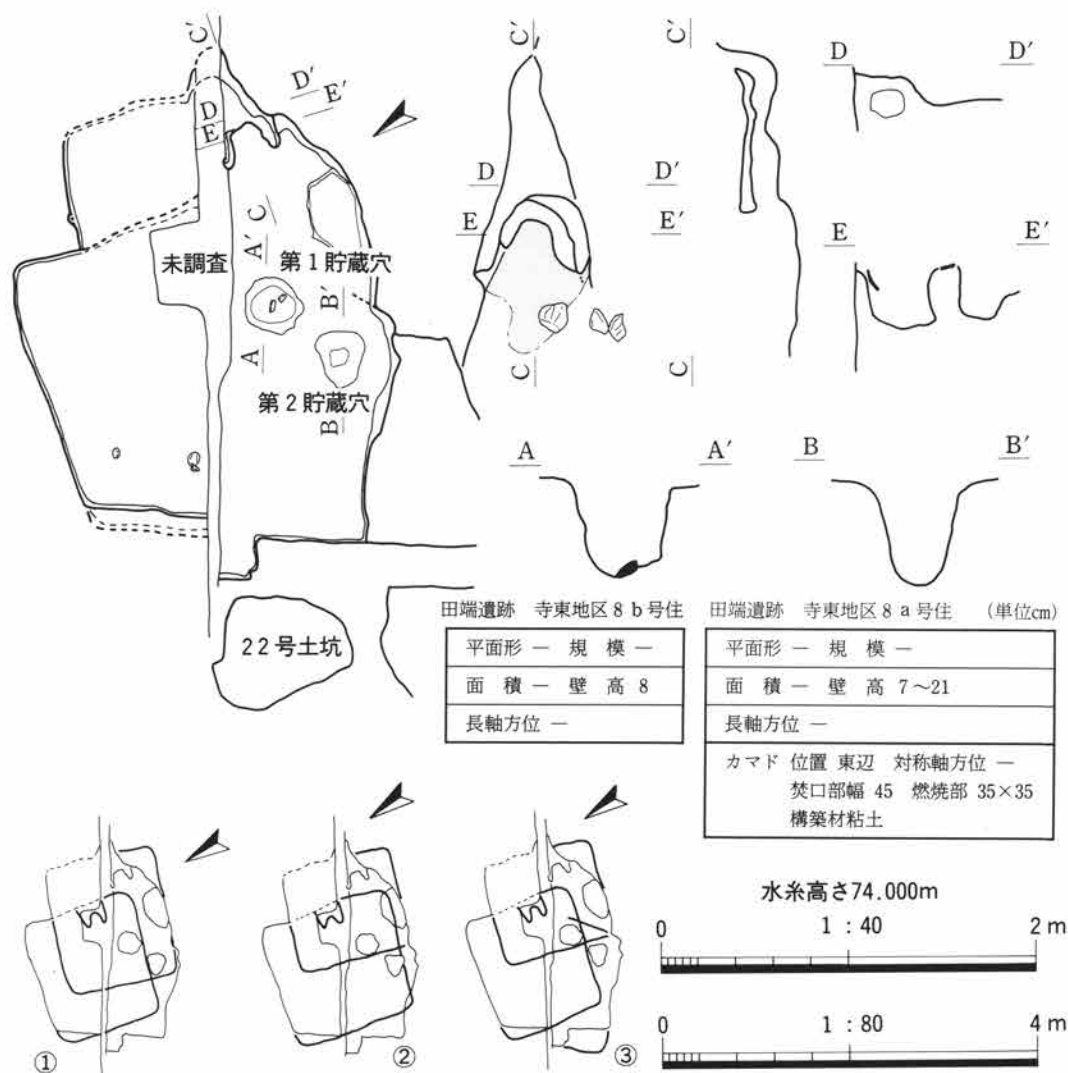 C'
D
E
D'
E'
C
A'
未調査
第1貯蔵穴
B'
A
第2貯蔵穴
B
22号土坑
C'
D
D'
E
E'
C
C'
C
D
D'
E
E'
A
A'
B
B'
田端遺跡 寺東地区8b号住
平面形 ― 規 模 ―
面 積 ― 壁 高 8
長軸方位 ―
田端遺跡 寺東地区8a号住 (単位cm)
平面形 ― 規 模 ―
面 積 ― 壁 高 7～21
長軸方位 ―
カマド 位置 東辺 対称軸方位 ―
焚口部幅 45 燃焼部 35×35
構築材粘土
①
②
③
水糸高さ74.000m
0 1:40 2m
0 1:80 4m